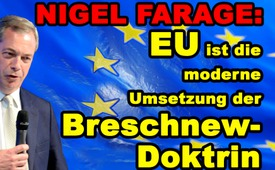 NIGEL FARAGE:
EU ist die
moderne
Umsetzung der
Breschnew-
Doktrin